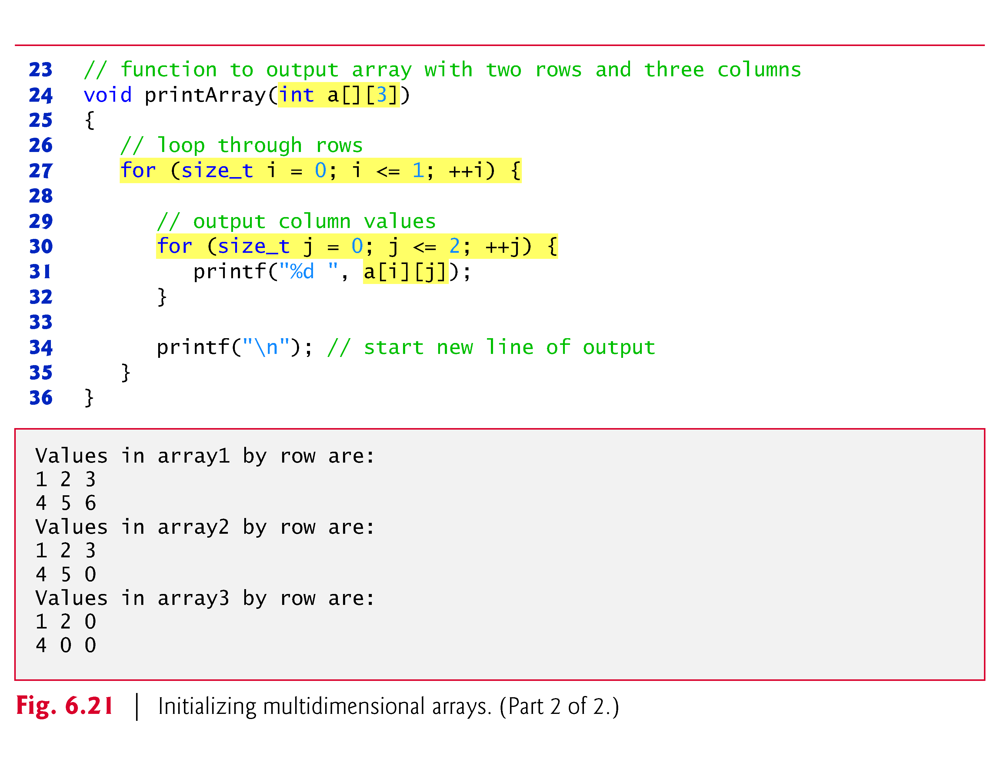 23 // function to output array with two rows and three columns
24 void printArray(int a[][3])
25 {
26 // loop through rows
27 for (size_t i = 0; i <= 1; ++i) {
28
29 // output column values
30 for (size_t j = 0; j <= 2; ++j) {
31 printf("%d ", a[i][j]);
32 }
33
34 printf("\n"); // start new line of output
35 }
36 }
Values in array1 by row are:
1 2 3
4 5 6
Values in array2 by row are:
1 2 3
4 5 0
Values in array3 by row are:
1 2 0
4 0 0
Fig. 6.21 | Initializing multidimensional arrays. (Part 2 of 2.)